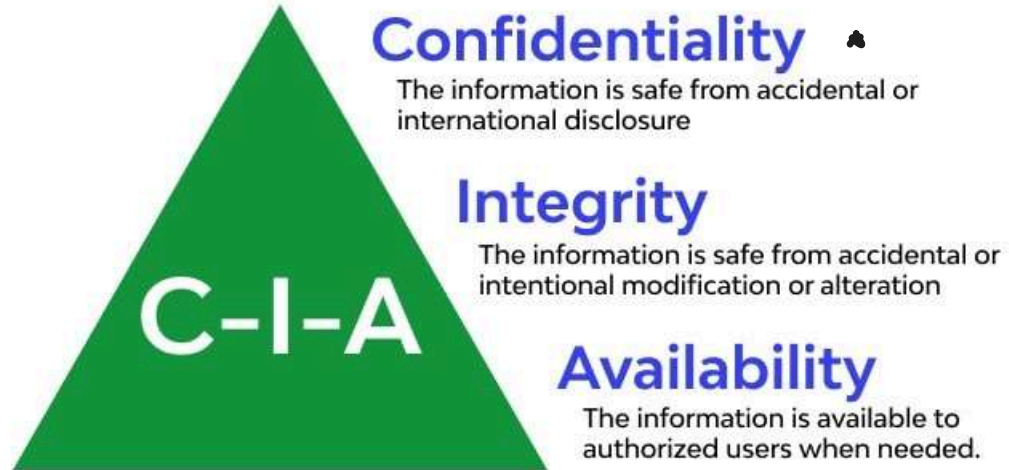 Confidentiality
The information is safe from accidental or
international disclosure
Integrity
The information is safe from accidental or
intentional modification or alteration
C-I-A
Availability
The information is available to
authorized users when needed.